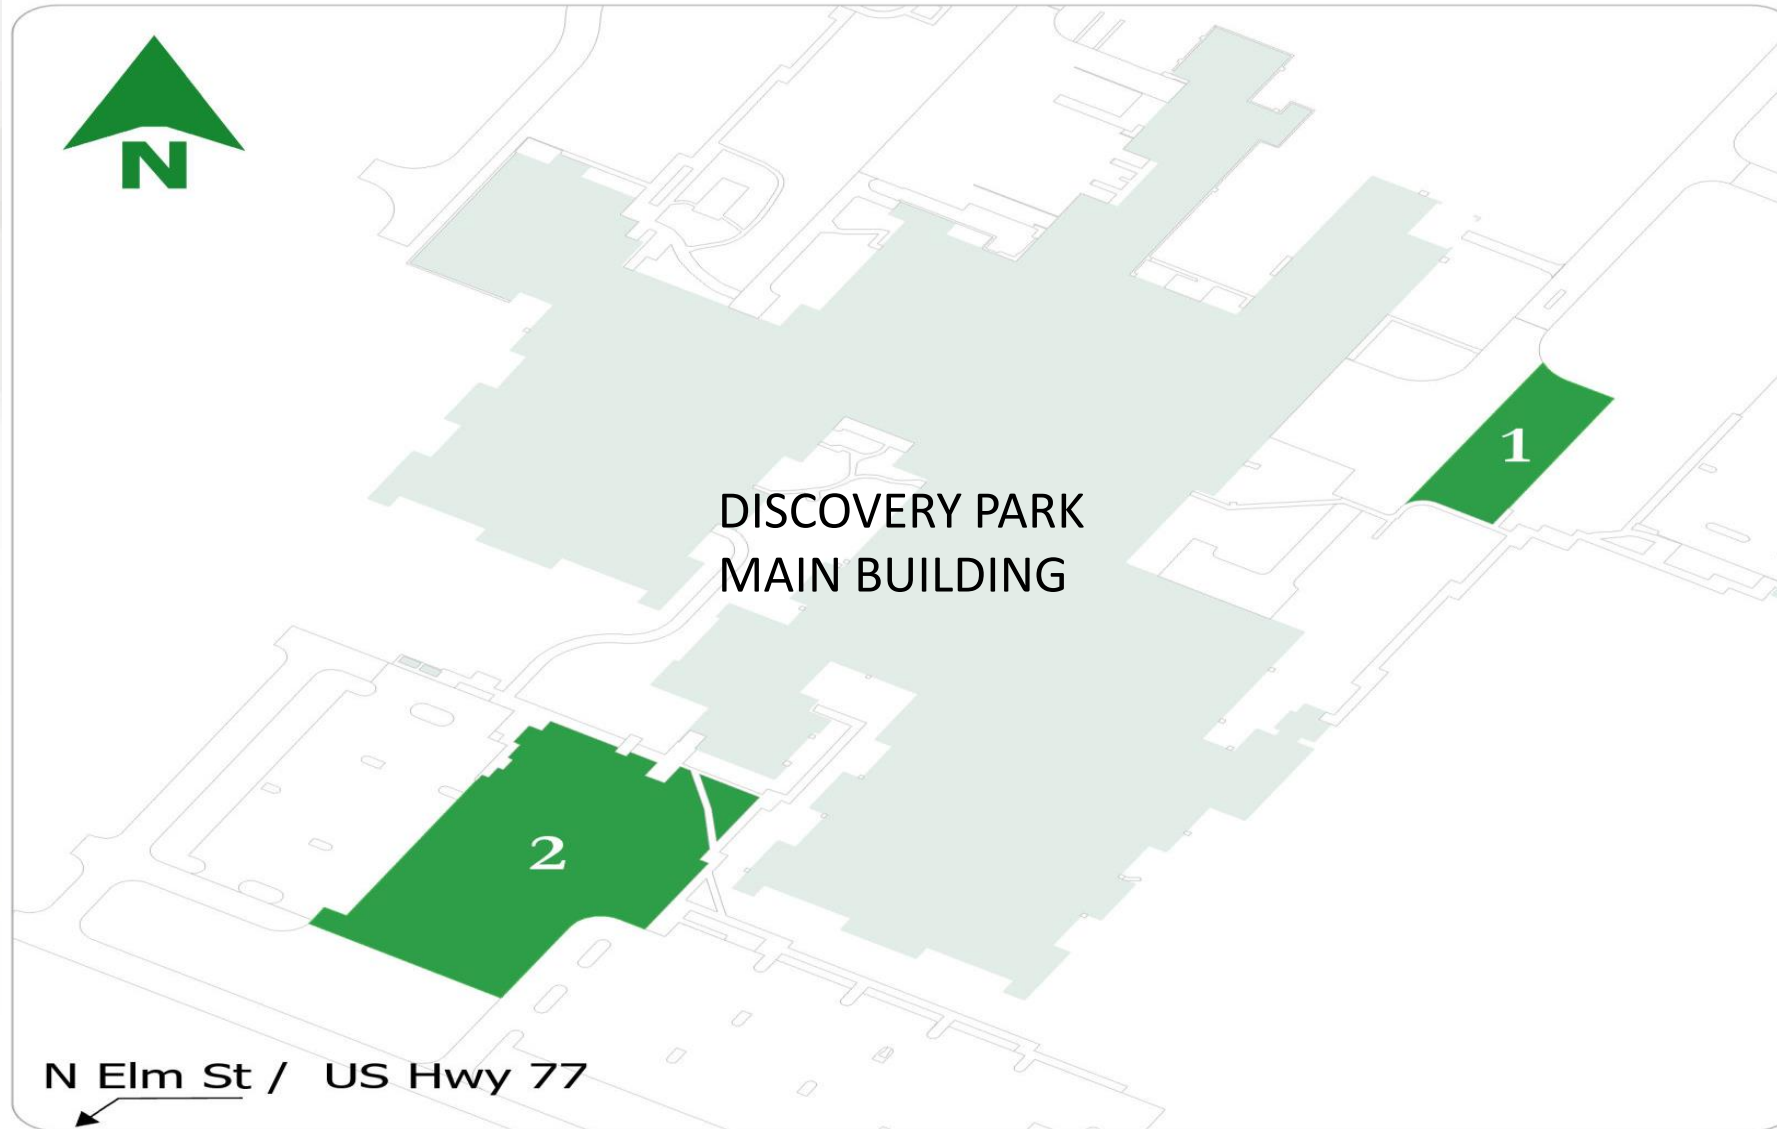 N
1
DISCOVERY PARK
MAIN BUILDING
2
N Elm St / US Hwy 77